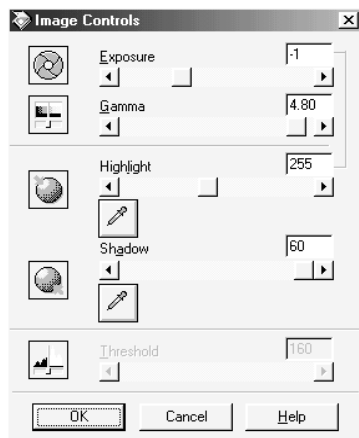 Image Controls
Exposure
-1
Gamma
4.80
Highlight
255
Shadow
60
Threshold
160
OK Cancel Help